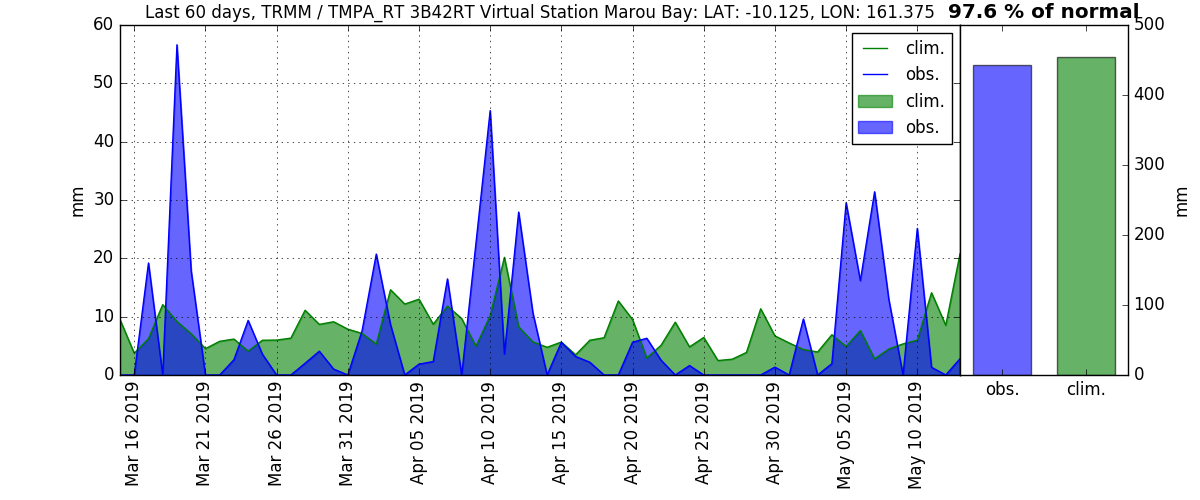 Last 60 days, TRMM / TMPA_RT 3B42RT Virtual Station Marou Bay: LAT: -10.125, LON: 161.375 97.6 % of normal
clim.
obs.
clim.
obs.
60
50
40
30
20
10
0
mm
500
400
300
200
100
0
mm
Mar 16 2019
Mar 21 2019
Mar 26 2019
Mar 31 2019
Apr 05 2019
Apr 10 2019
Apr 15 2019
Apr 20 2019
Apr 25 2019
Apr 30 2019
May 05 2019
May 10 2019
obs.
clim.